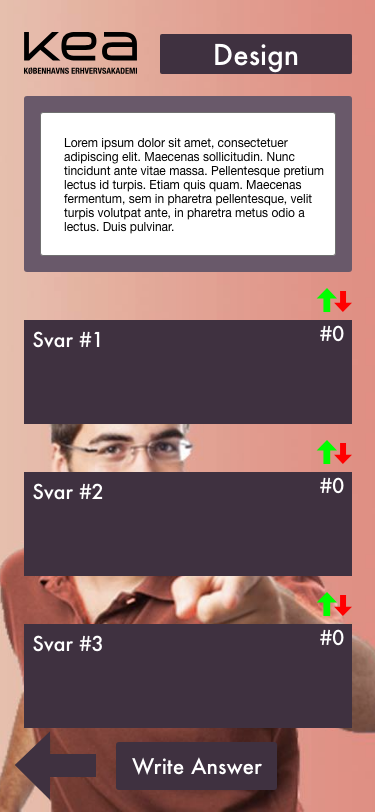 kea
KØBENHAVNS ERHVERVSAKADEMI
Design
Lorem ipsum dolor sit amet, consectetuer
adipiscing elit. Maecenas sollicitudin. Nunc
tincidunt ante vitae massa. Pellentesque pretium
lectus id turpis. Etiam quis quam. Maecenas
fermentum, sem in pharetra pellentesque, velit
turpis volutpat ante, in pharetra metus odio a
lectus. Duis pulvinar.
Svar #1
#0
Svar #2
#0
Svar #3
#0
Write Answer